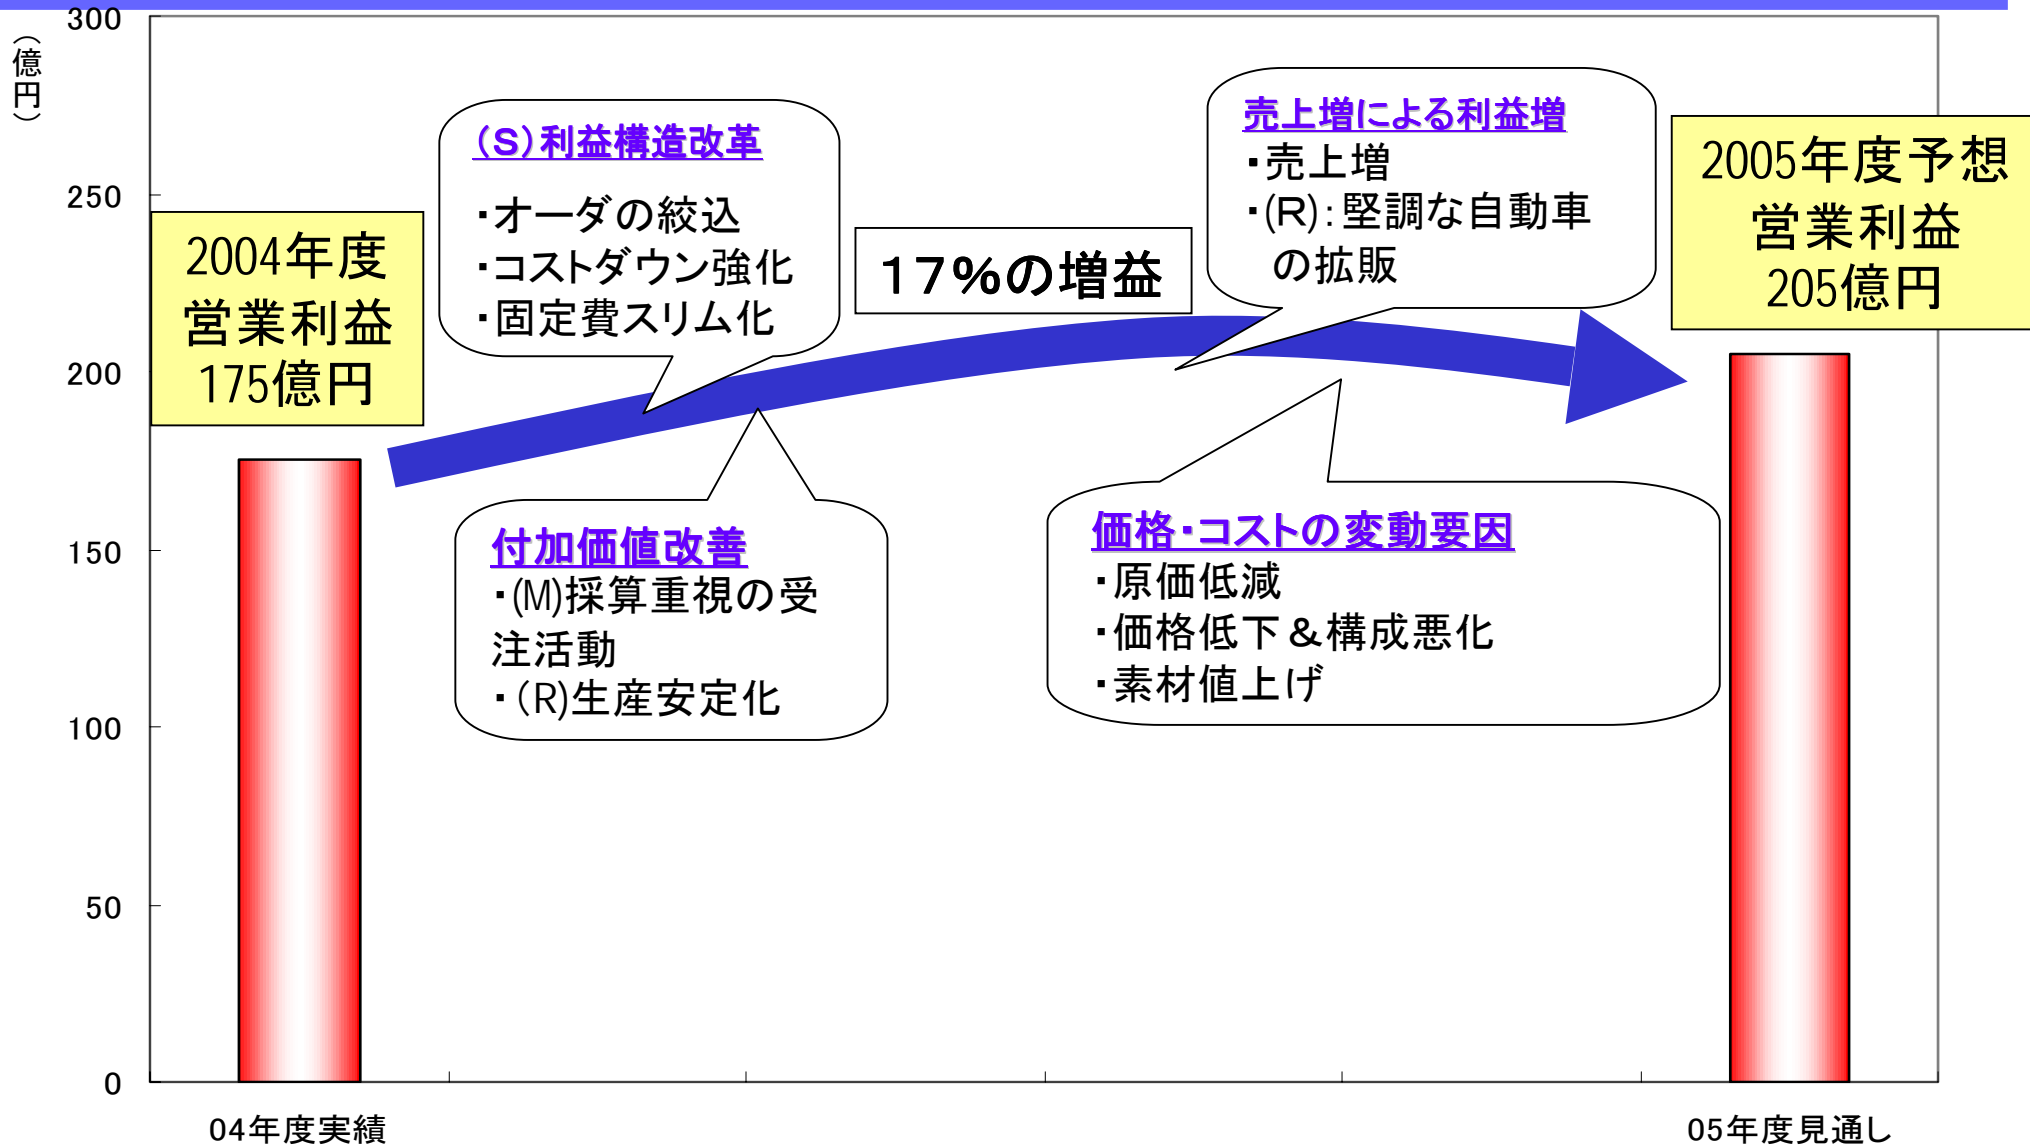 (億円)
300
250
200
150
100
50
0
2004年度
営業利益
175億円
(S)利益構造改革
・オーダの絞込
・コストダウン強化
・固定費スリム化
17%の増益
売上増による利益増
・売上増
・(R):堅調な自動車
の拡販
2005年度予想
営業利益
205億円
付加価値改善
・(M)採算重視の受
注活動
・(R)生産安定化
価格・コストの変動要因
・原価低減
・価格低下&構成悪化
・素材値上げ
04年度実績
05年度見通し